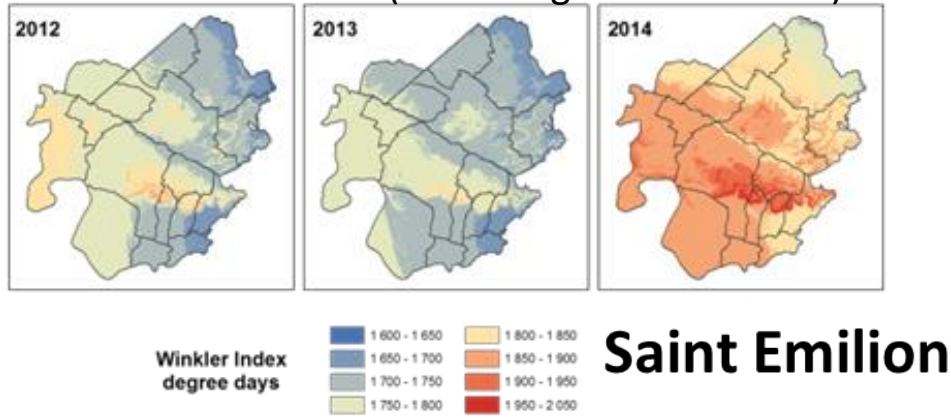 2012
2013
2014
Winkler Index
degree days
1 600 - 1 650
1 650 - 1 700
1 700 - 1 750
1 750 - 1 800
1 800 - 1 850
1 850 - 1 900
1 900 - 1 950
1 950 - 2 050
Saint Emilion